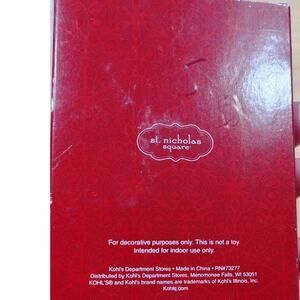 st. nicholas
square
For decorative purposes only. This is not a toy.
Intended for indoor use only.
Kohl's Department Stores • Made in China • RN#73277
Distributed by Kohl's Department Stores, Menomonee Falls, WI 53051
KOHL'S® and Kohl's brand names are trademarks of Kohl's Illinois, Inc.
Kohls.com